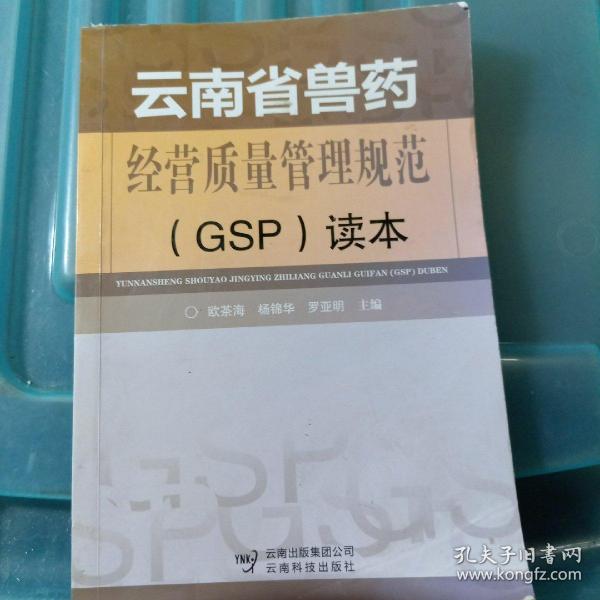 云南省兽药
经营质量管理规范
（GSP）读本
YUNNANSHENG SHOUYAO JINGYING ZHILIANG GUANLI GUIFAN (GSP) DUBEN
欧茶海 杨锦华 罗亚明 主编
SPGS
SPGS
YNK
云南出版集团公司
云南科技出版社
孔夫子旧书网
www.kongfz.com